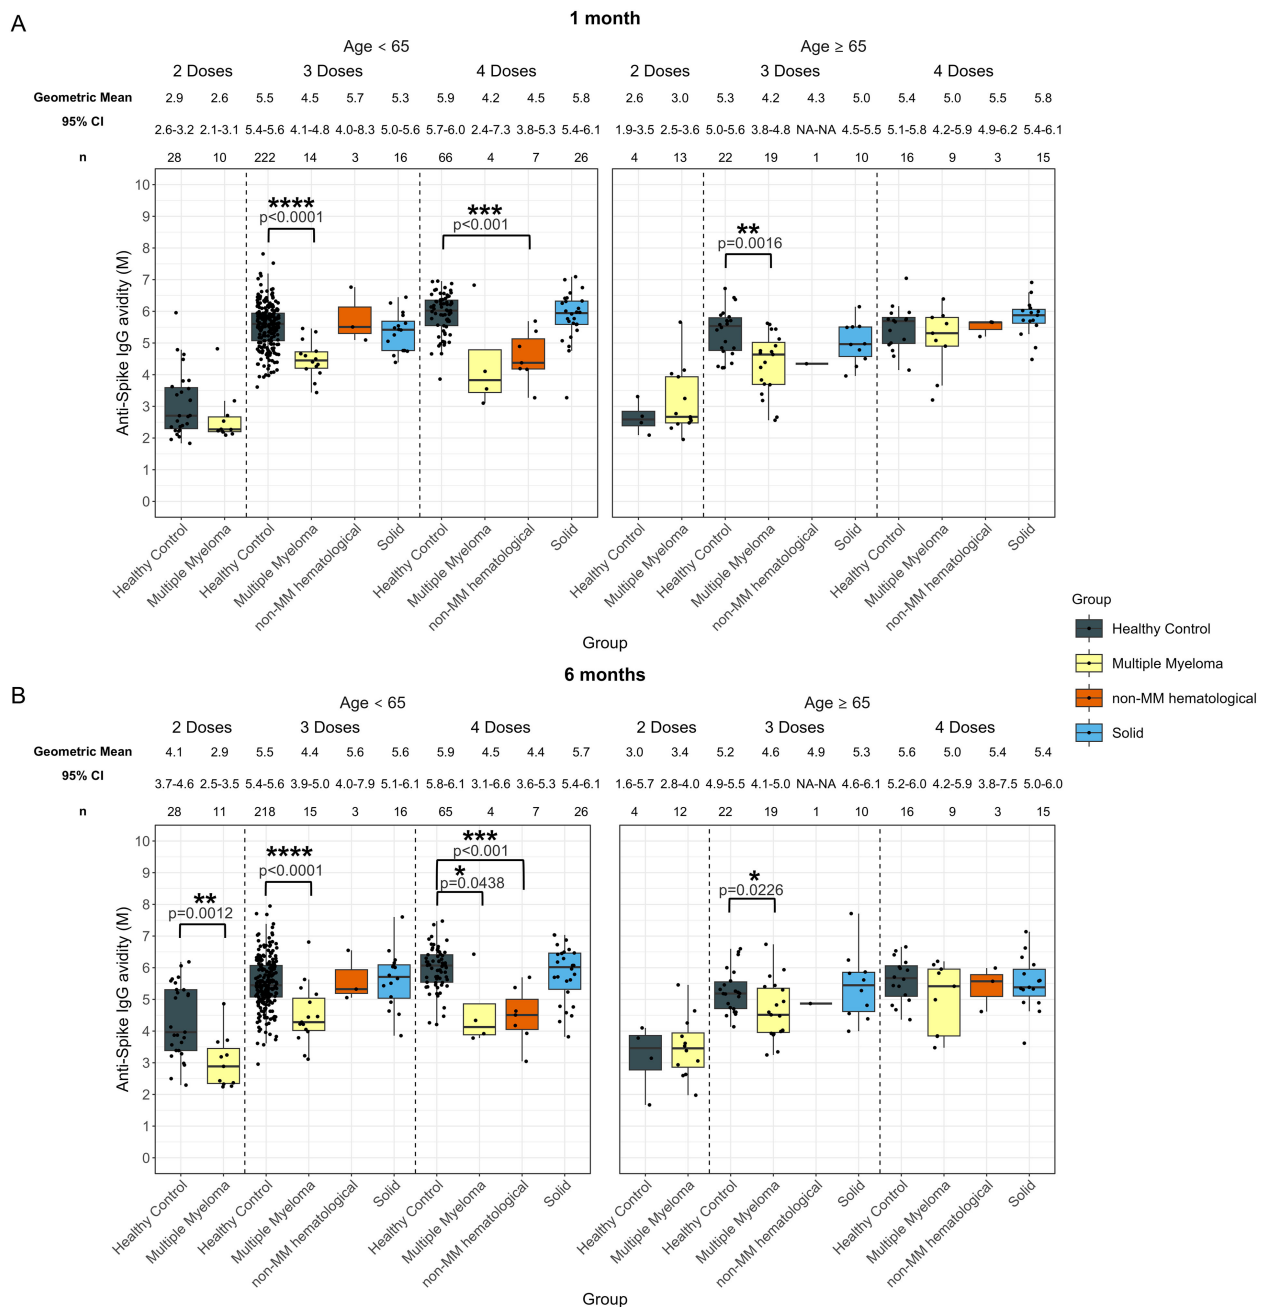 A
1 month
Age < 65
Age ≥ 65
2 Doses 3 Doses 4 Doses 2 Doses 3 Doses 4 Doses
Geometric Mean 2.9 2.6 5.5 4.5 5.7 5.3 5.9 4.2 4.5 5.8 2.6 3.0 5.3 4.2 4.3 5.0 5.4 5.0 5.5 5.8
95% CI
2.6-3.2 2.1-3.1 5.4-5.6 4.1-4.8 4.0-8.3 5.0-5.6 5.7-6.0 2.4-7.3 3.8-5.3 5.4-6.1 1.9-3.5 2.5-3.6 5.0-5.6 3.8-4.8 NA-NA 4.5-5.5 5.1-5.8 4.2-5.9 4.9-6.2 5.4-6.1
n 28 10 222 14 3 16 66 4 7 26 4 13 22 19 1 10 16 9 3 15
Anti-Spike IgG avidity (M)
10
9
8
7
6
5
4
3
2
1
0
****
p<0.0001
***
p<0.001
**
p=0.0016
Healthy Control
Multiple Myeloma
Healthy Control
Multiple Myeloma
non-MM hematological
Solid
Healthy Control
Multiple Myeloma
non-MM hematological
Solid
Healthy Control
Multiple Myeloma
Healthy Control
Multiple Myeloma
non-MM hematological
Solid
Healthy Control
Multiple Myeloma
non-MM hematological
Solid
Group
Group
Healthy Control
Multiple Myeloma
non-MM hematological
Solid
B
6 months
Age < 65
Age ≥ 65
2 Doses 3 Doses 4 Doses 2 Doses 3 Doses 4 Doses
Geometric Mean 4.1 2.9 5.5 4.4 5.6 5.6 5.9 4.5 4.4 5.7 3.0 3.4 5.2 4.6 4.9 5.3 5.6 5.0 5.4 5.4
95% CI
3.7-4.6 2.5-3.5 5.4-5.6 3.9-5.0 4.0-7.9 5.1-6.1 5.8-6.1 3.1-6.6 3.6-5.3 5.4-6.1 1.6-5.7 2.8-4.0 4.9-5.5 4.1-5.0 NA-NA 4.6-6.1 5.2-6.0 4.2-5.9 3.8-7.5 5.0-6.0
n 28 11 218 15 3 16 65 4 7 26 4 12 22 19 1 10 16 9 3 15
Anti-Spike IgG avidity (M)
10
9
8
7
6
5
4
3
2
1
0
**
p=0.0012
****
p<0.0001
***
p<0.001
*
p=0.0438
*
p=0.0226
Healthy Control
Multiple Myeloma
Healthy Control
Multiple Myeloma
non-MM hematological
Solid
Healthy Control
Multiple Myeloma
non-MM hematological
Solid
Healthy Control
Multiple Myeloma
Healthy Control
Multiple Myeloma
non-MM hematological
Solid
Healthy Control
Multiple Myeloma
non-MM hematological
Solid
Group